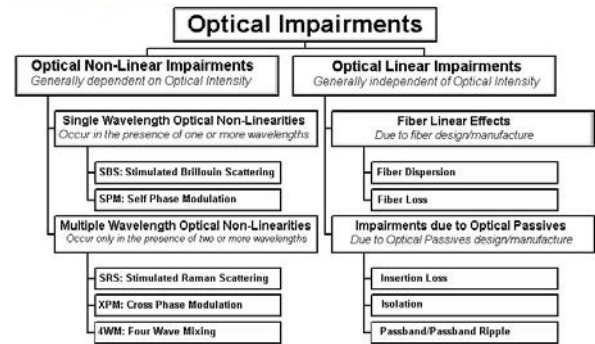 Optical Impairments
Optical Non-Linear Impairments
Generally dependent on Optical Intensity
Single Wavelength Optical Non-Linearities
Occur in the presence of one or more wavelengths
SBS: Stimulated Brillouin Scattering
SPM: Self Phase Modulation
Multiple Wavelength Optical Non-Linearities
Occur only in the presence of two or more wavelengths
SRS: Stimulated Raman Scattering
XPM: Cross Phase Modulation
4WM: Four Wave Mixing
Optical Linear Impairments
Generally independent of Optical Intensity
Fiber Linear Effects
Due to fiber design/manufacture
Fiber Dispersion
Fiber Loss
Impairments due to Optical Passives
Due to Optical Passives design/manufacture
Insertion Loss
Isolation
Passband/Passband Ripple